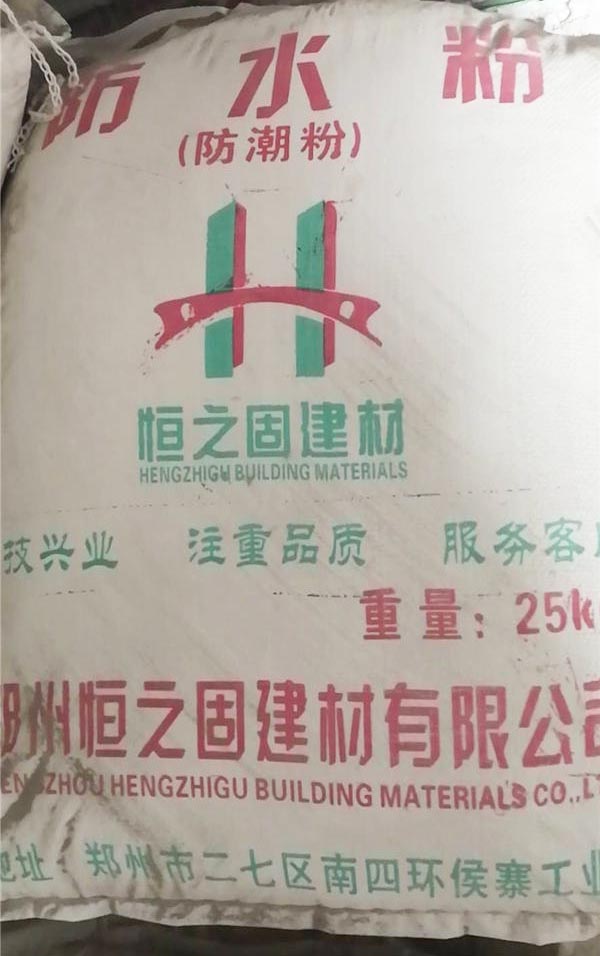 防水粉
(防潮粉)
恒之固建材
HENGZHIGU BUILDING MATERIALS
技兴业 注重品质 服务客
重量：25k
郑州恒之固建材有限公司
ENGZHOU HENGZHIGU BUILDING MATERIALS CO.,L
地址 郑州市二七区南四环侯寨工业